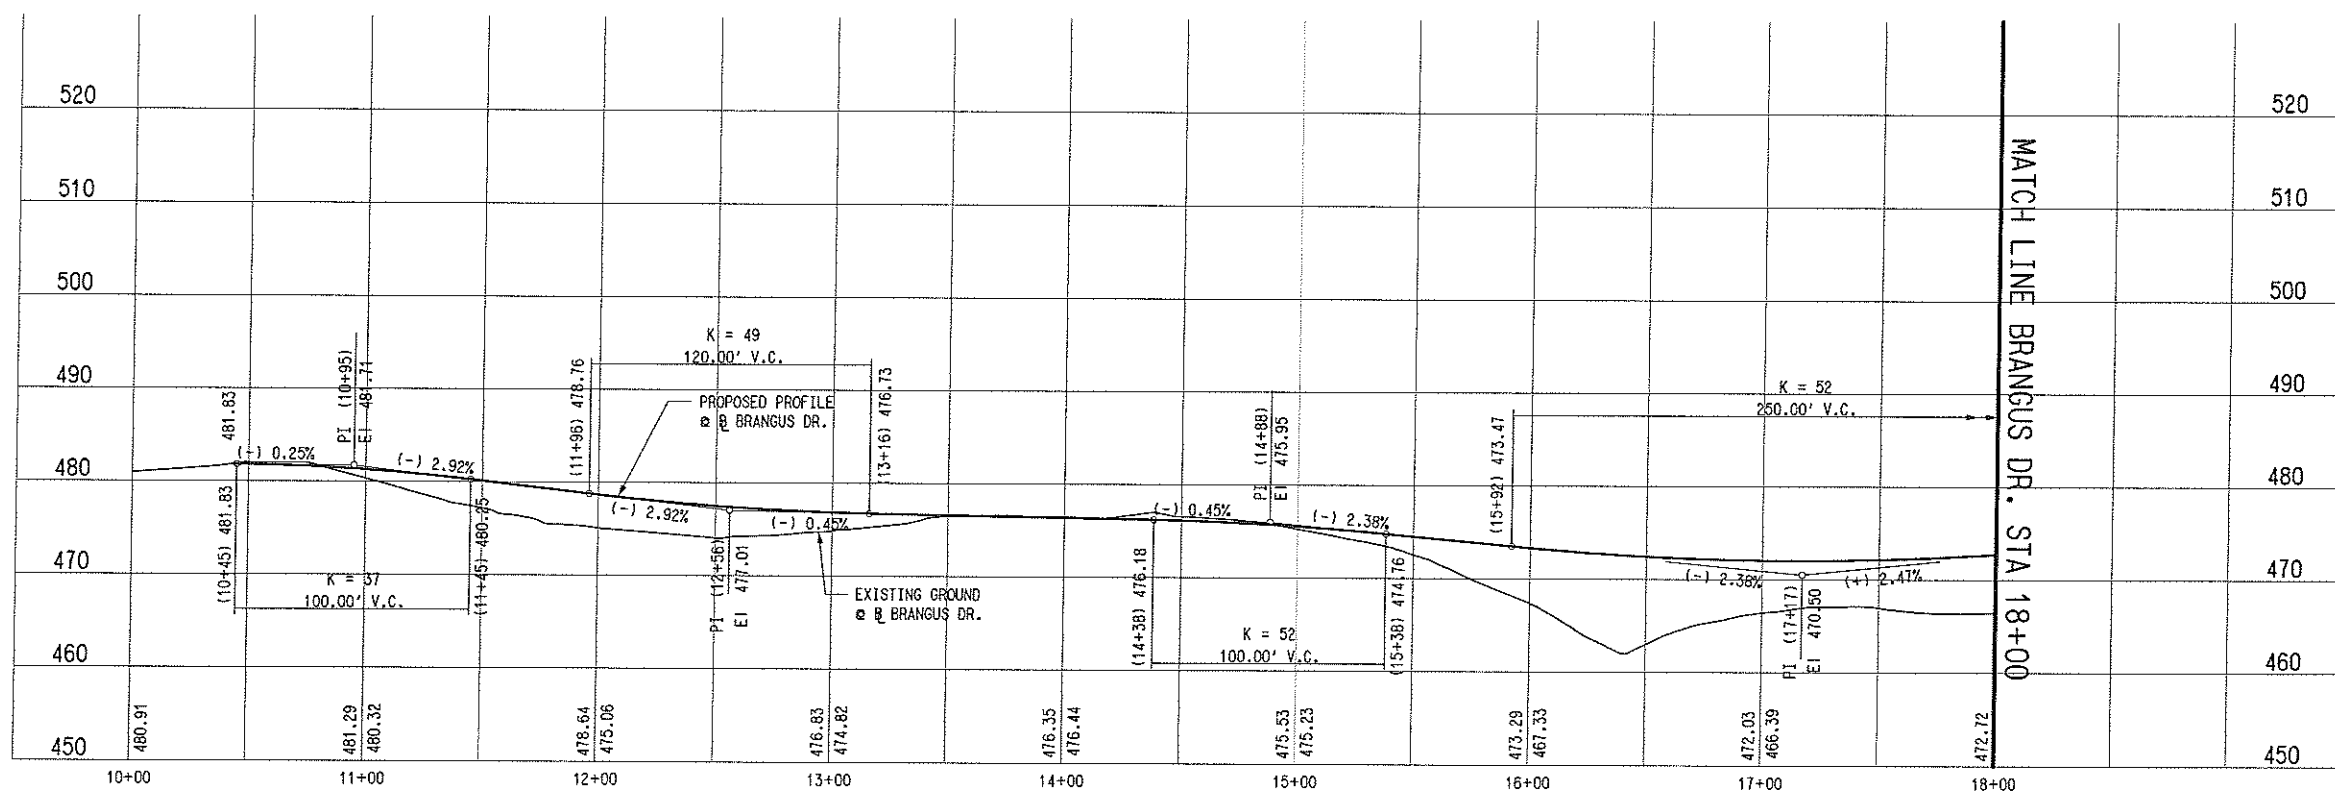 520
510
500
490
480
470
460
450
520
510
500
490
480
470
460
450
MATCH LINE BRANGUS DR. STA 18+00
481.83
(10+45) 481.83
(-) 0.25%
PI (10+95)
El 481.71
(-) 2.92%
(11+45) 480.25
K = 37
100.00' V.C.
(11+96) 478.76
K = 49
120.00' V.C.
(13+16) 476.73
PROPOSED PROFILE
@ BL BRANGUS DR.
(-) 2.92%
(-) 0.45%
PI (12+56)
El 477.01
EXISTING GROUND
@ BL BRANGUS DR.
(-) 0.45%
PI (14+88)
El 475.95
(-) 2.38%
(14+38) 476.18
K = 52
100.00' V.C.
(15+38) 474.76
(15+92) 473.47
K = 52
250.00' V.C.
(-) 2.38%
(+) 2.47%
PI (17+17)
El 470.50
480.91
481.29
480.32
478.64
475.06
476.83
474.82
476.35
476.44
475.53
475.23
473.29
467.33
472.03
466.39
472.72
10+00
11+00
12+00
13+00
14+00
15+00
16+00
17+00
18+00